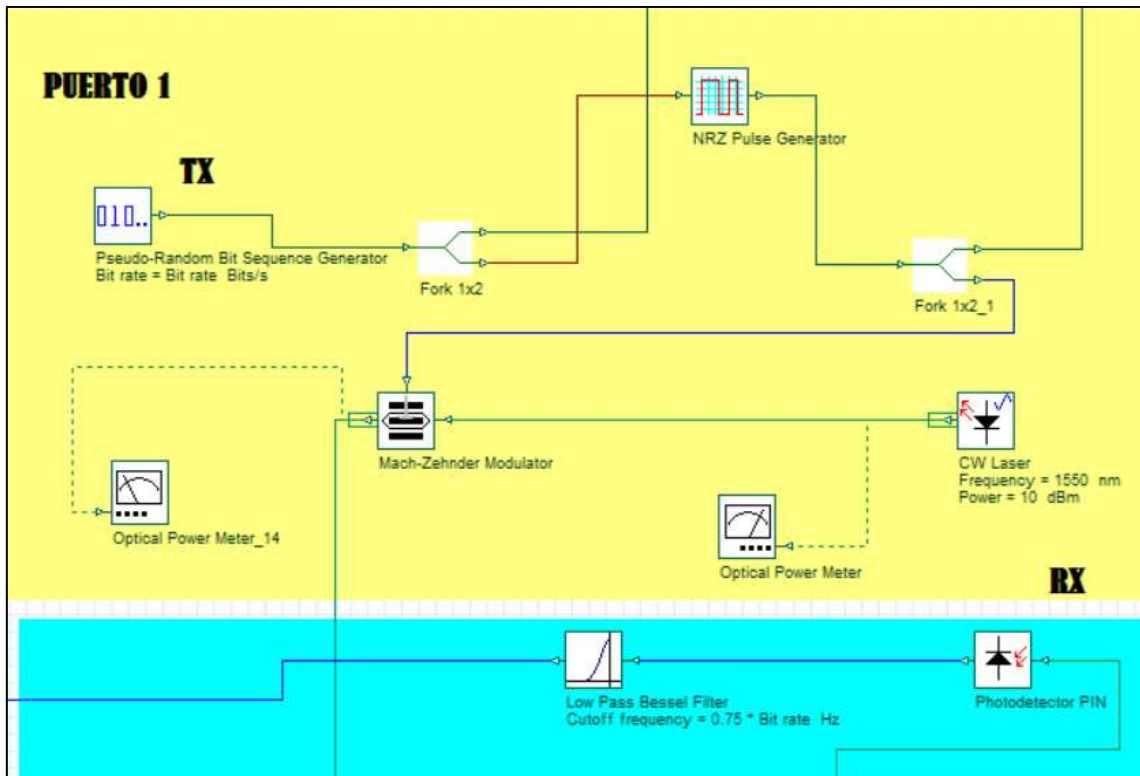 PUERTO 1
TX
010..
Pseudo-Random Bit Sequence Generator
Bit rate = Bit rate  Bits/s
Fork 1x2
NRZ Pulse Generator
Fork 1x2_1
Mach-Zehnder Modulator
CW Laser
Frequency = 1550  nm
Power = 10  dBm
Optical Power Meter_14
Optical Power Meter
RX
Low Pass Bessel Filter
Cutoff frequency = 0.75 * Bit rate  Hz
Photodetector PIN